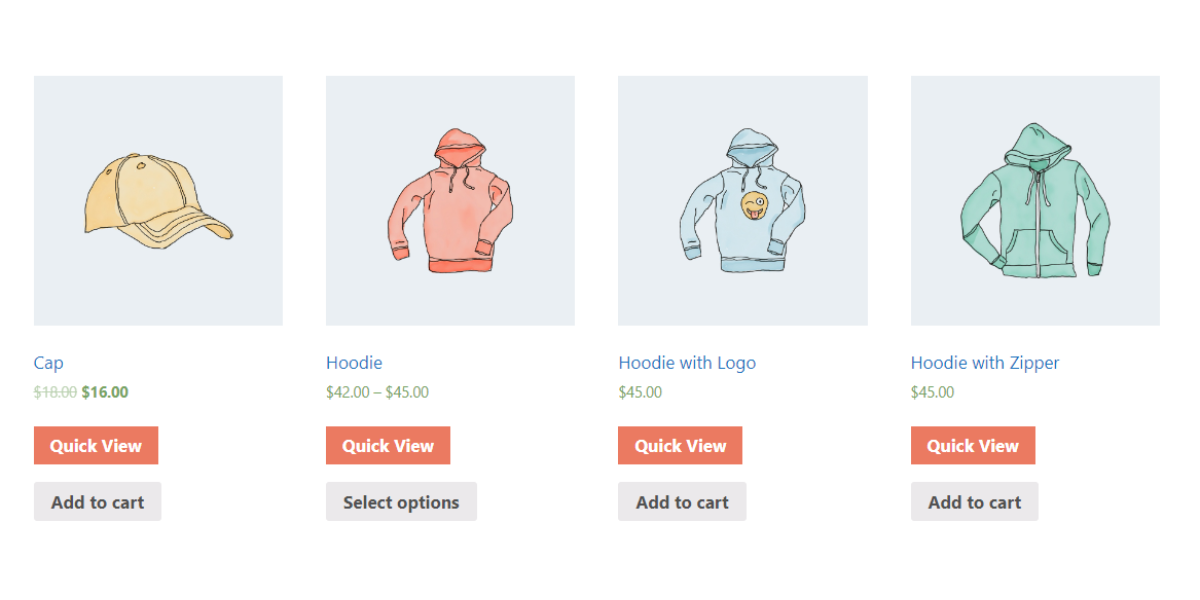 Cap
$18.00 $16.00
Quick View
Add to cart
Hoodie
$42.00 – $45.00
Quick View
Select options
Hoodie with Logo
$45.00
Quick View
Add to cart
Hoodie with Zipper
$45.00
Quick View
Add to cart